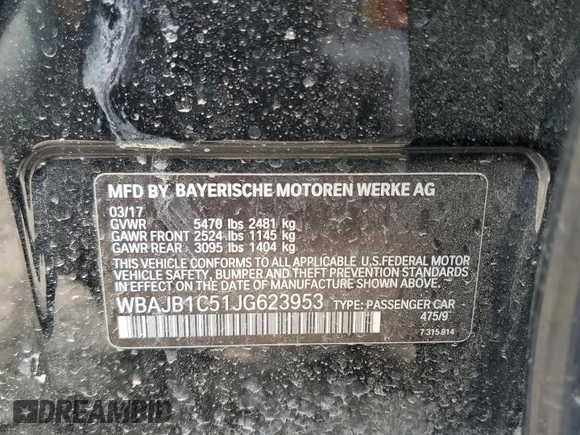 MFD BY BAYERISCHE MOTOREN WERKE AG
03/17
GVWR 5470 lbs 2481 kg
GAWR FRONT 2524 lbs 1145 kg
GAWR REAR 3095 lbs 1404 kg
THIS VEHICLE CONFORMS TO ALL APPLICABLE U.S.FEDERAL MOTOR
VEHICLE SAFETY, BUMPER, AND THEFT PREVENTION STANDARDS
IN EFFECT ON THE DATE OF MANUFACTURE SHOWN ABOVE.
WBAJB1C51JG623953 TYPE: PASSENGER CAR
475/9
7 315 814
DREAMBID